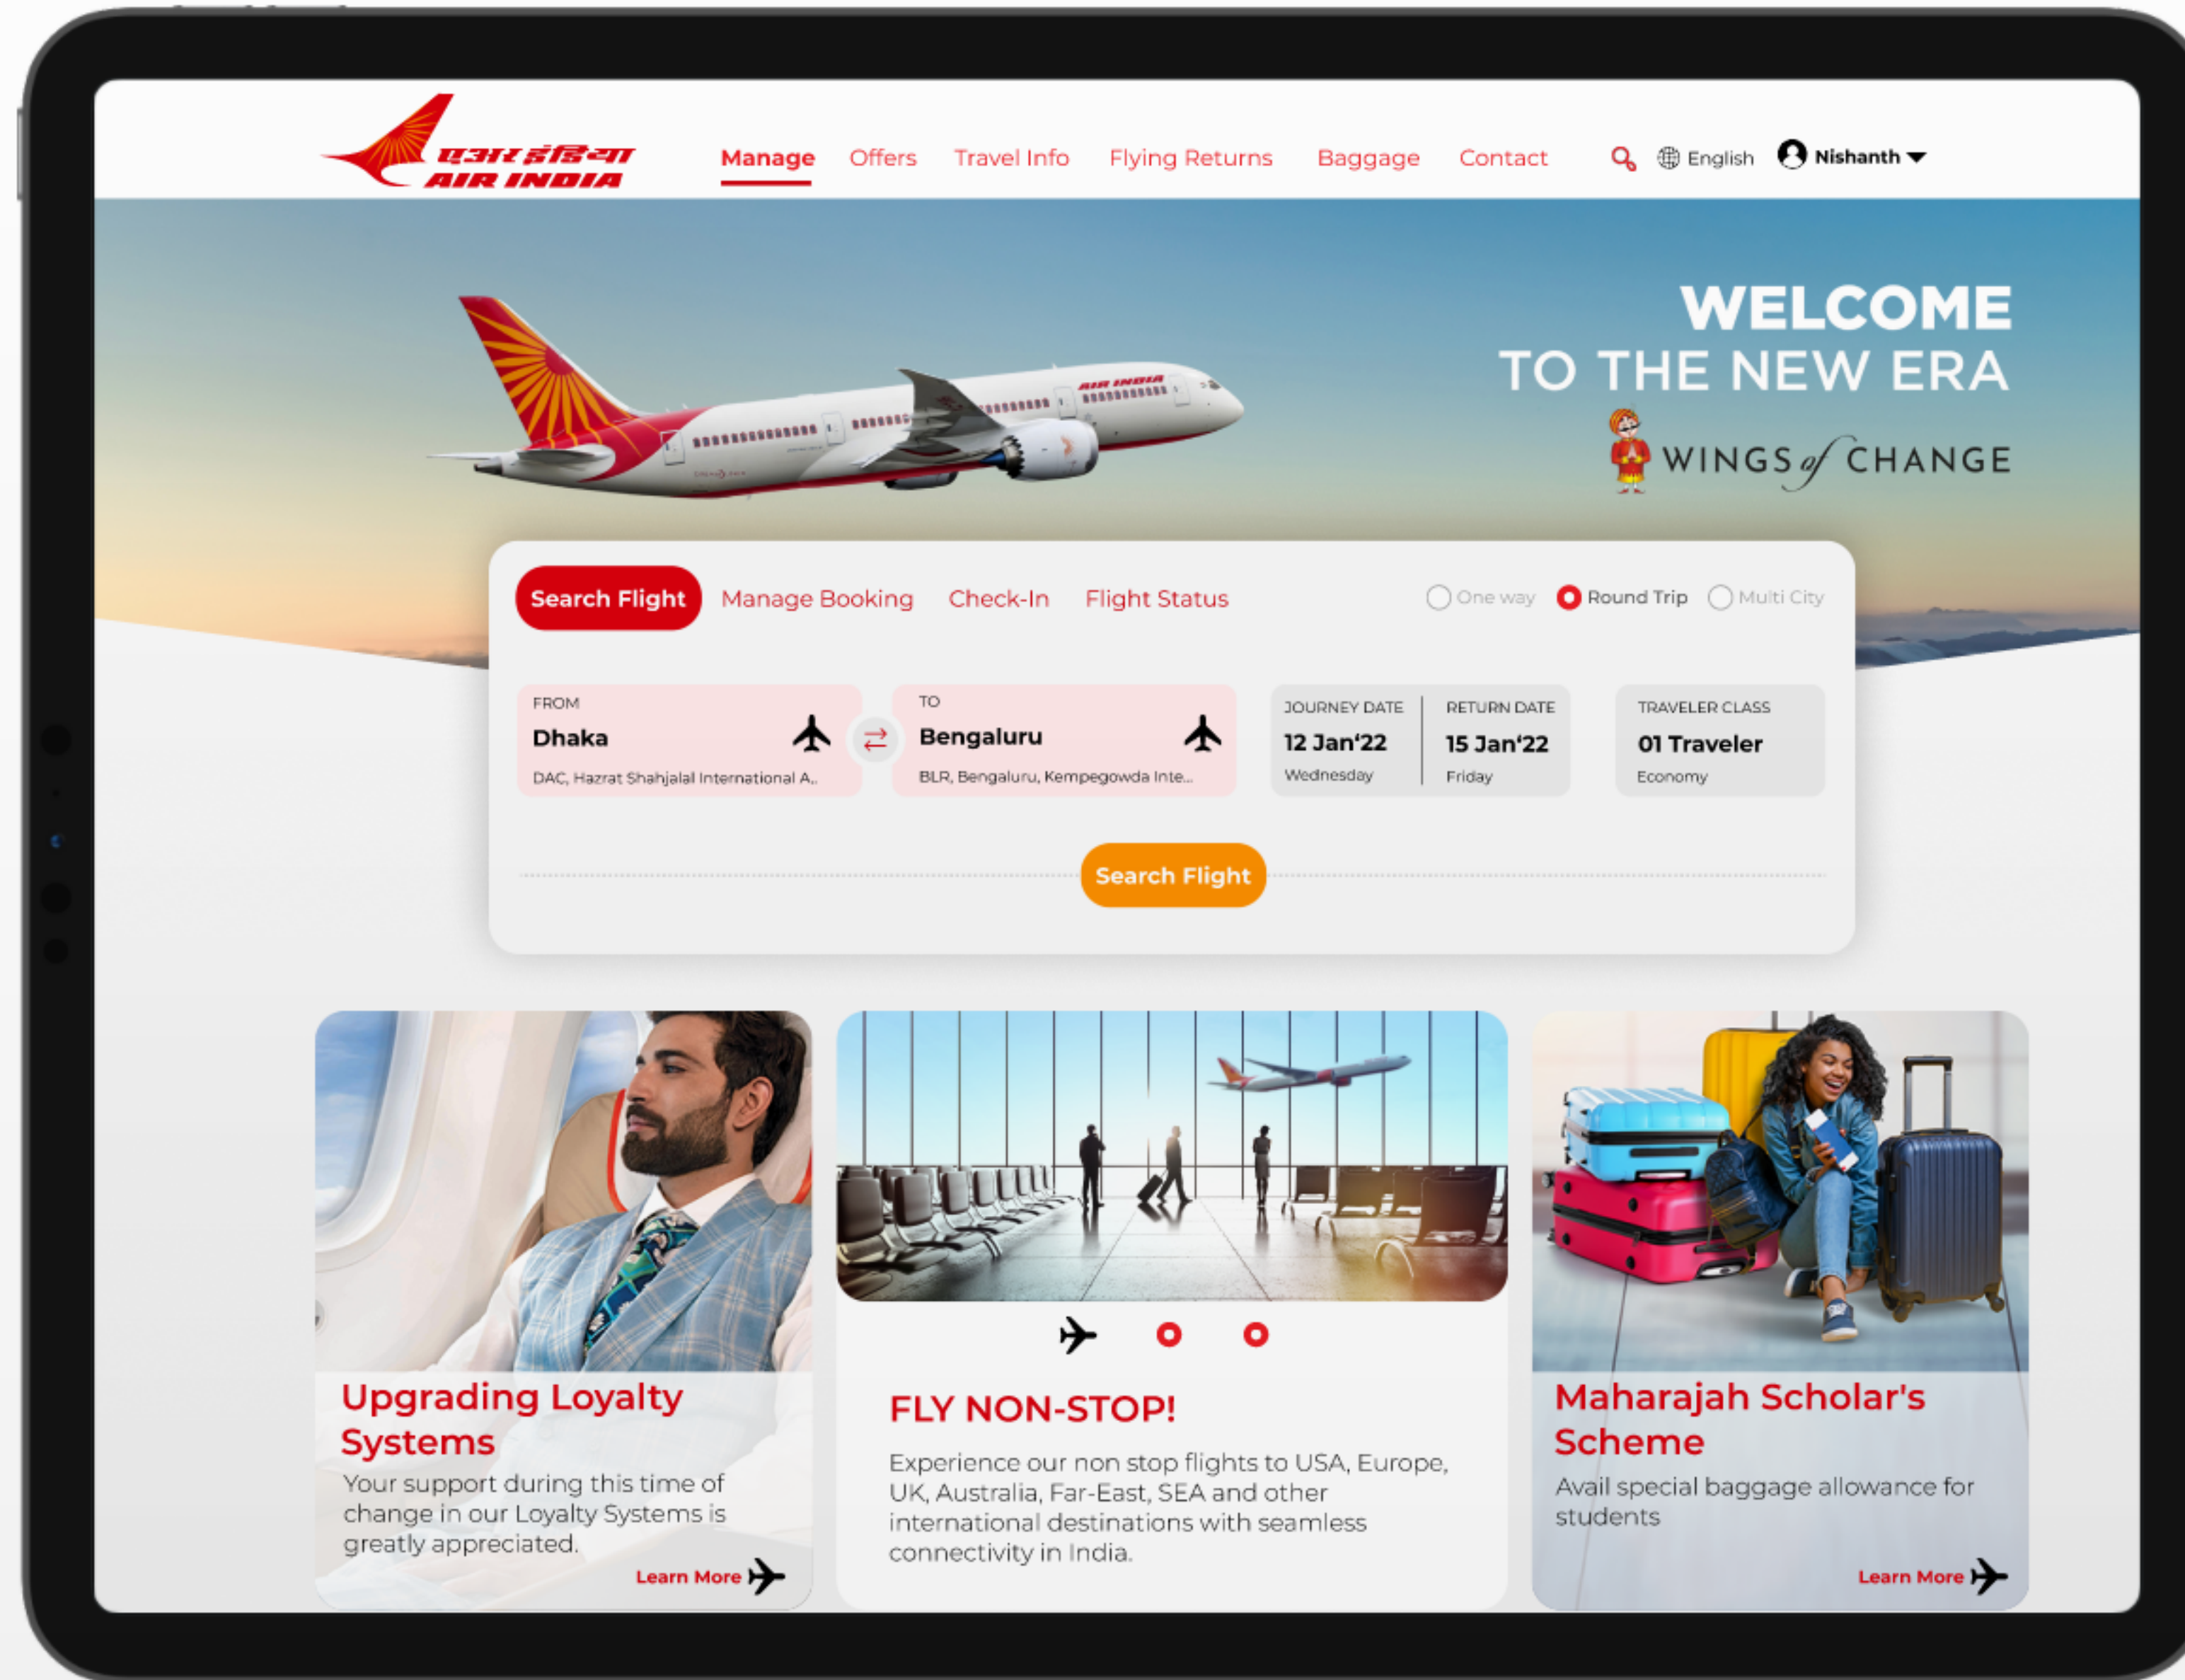 एअर इंडिया
AIR INDIA
Manage Offers Travel Info Flying Returns Baggage Contact English Nishanth
WELCOME
TO THE NEW ERA
AIR INDIA
WINGS of CHANGE
Search Flight Manage Booking Check-In Flight Status One way Round Trip Multi City
FROM
Dhaka
DAC, Hazrat Shahjalal International A..
TO
Bengaluru
BLR, Bengaluru, Kempegowda Inte...
JOURNEY DATE
12 Jan‘22
Wednesday
RETURN DATE
15 Jan‘22
Friday
TRAVELER CLASS
01 Traveler
Economy
Search Flight
Upgrading Loyalty
Systems
Your support during this time of
change in our Loyalty Systems is
greatly appreciated.
Learn More
FLY NON-STOP!
Experience our non stop flights to USA, Europe,
UK, Australia, Far-East, SEA and other
international destinations with seamless
connectivity in India.
Maharajah Scholar's
Scheme
Avail special baggage allowance for
students
Learn More